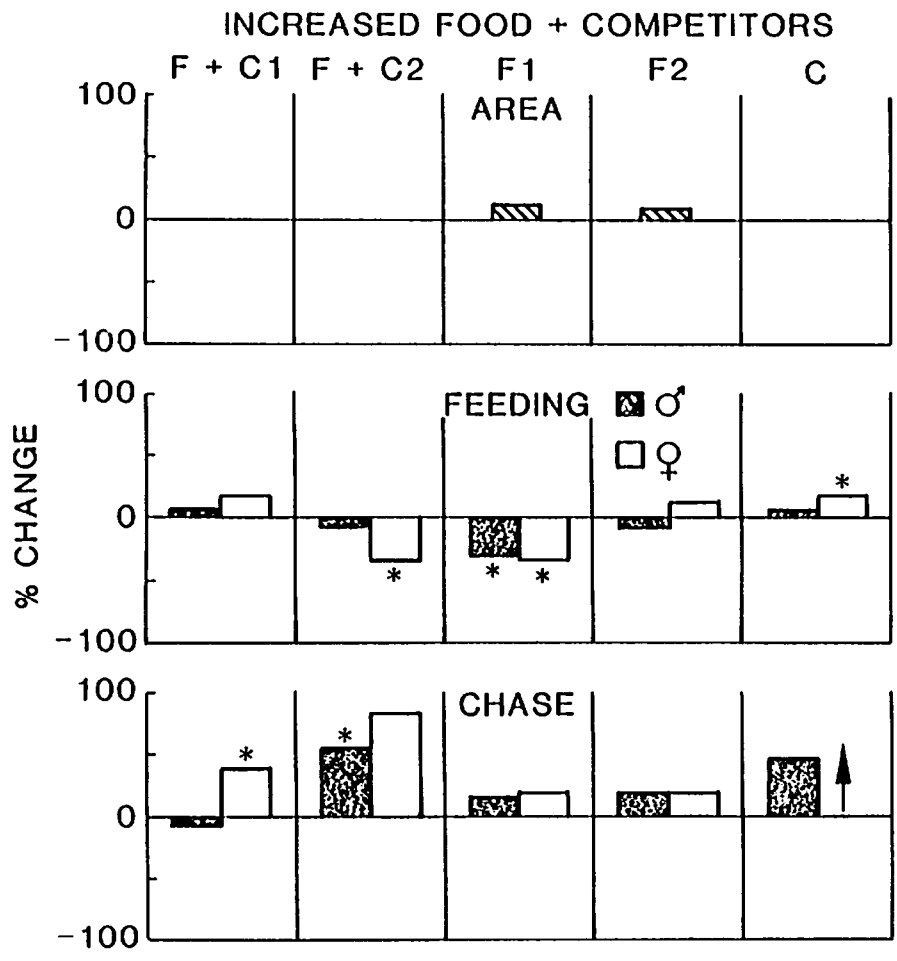 INCREASED FOOD + COMPETITORS
F + C1 F + C2 F1 F2 C
100 AREA
0
-100
% CHANGE
100 FEEDING ♂
♀
*
0
* * *
-100
100 CHASE
* *
0
-100